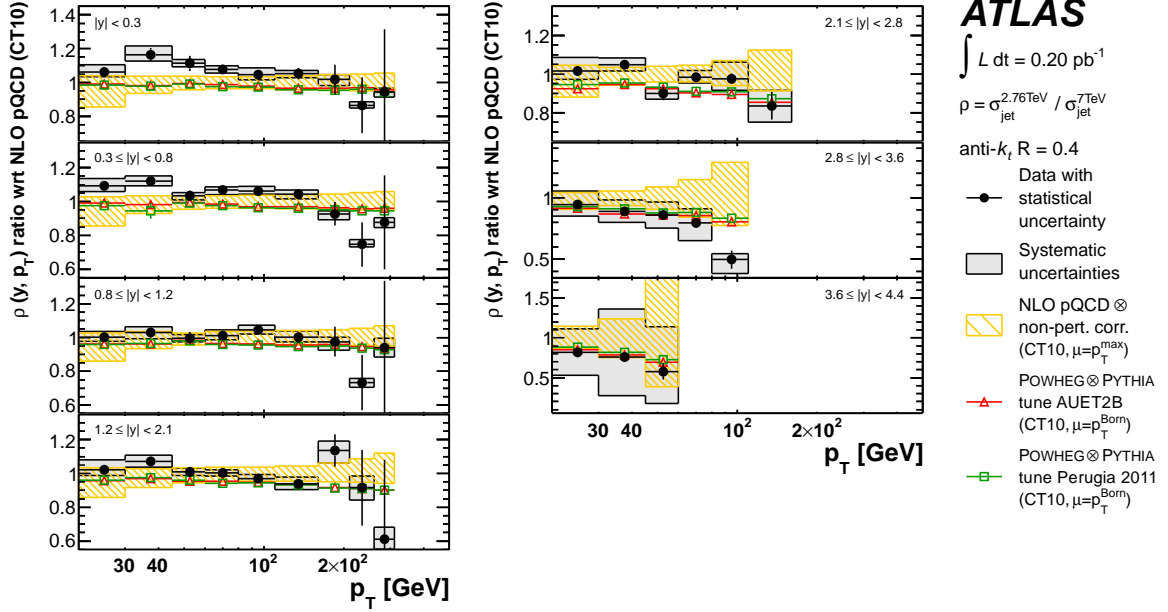 ρ (y, p_T) ratio wrt NLO pQCD (CT10)
|y| < 0.3
1.4
1.2
1
0.8
0.3 ≤ |y| < 0.8
1.2
1
0.8
0.6
0.8 ≤ |y| < 1.2
1.2
1
0.8
0.6
1.2 ≤ |y| < 2.1
1.2
1
0.8
0.6
30 40 10² 2×10²
p_T [GeV]
ρ (y, p_T) ratio wrt NLO pQCD (CT10)
2.1 ≤ |y| < 2.8
1.2
1
0.8
2.8 ≤ |y| < 3.6
1
0.5
3.6 ≤ |y| < 4.4
1.5
1
0.5
30 40 10² 2×10²
p_T [GeV]
ATLAS
∫ L dt = 0.20 pb⁻¹
ρ = σ_jet^2.76TeV / σ_jet^7TeV
anti-k_t R = 0.4
Data with
statistical
uncertainty
Systematic
uncertainties
NLO pQCD ⊗
non-pert. corr.
(CT10, μ=p_T^max)
POWHEG ⊗ PYTHIA
tune AUET2B
(CT10, μ=p_T^Born)
POWHEG ⊗ PYTHIA
tune Perugia 2011
(CT10, μ=p_T^Born)